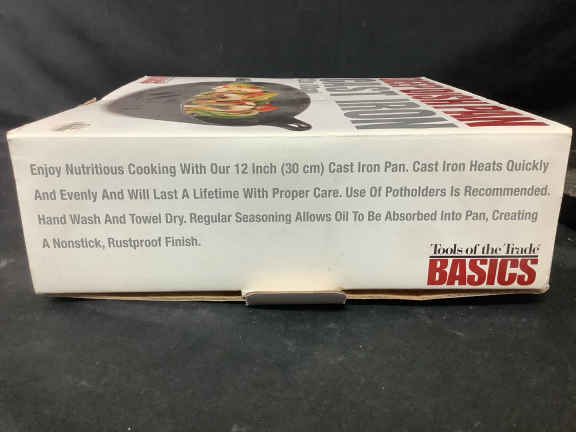 CAST IRON
Enjoy Nutritious Cooking With Our 12 Inch (30 cm) Cast Iron Pan. Cast Iron Heats Quickly
And Evenly And Will Last A Lifetime With Proper Care. Use Of Potholders Is Recommended.
Hand Wash And Towel Dry. Regular Seasoning Allows Oil To Be Absorbed Into Pan, Creating
A Nonstick, Rustproof Finish.
Tools of the Trade
BASICS